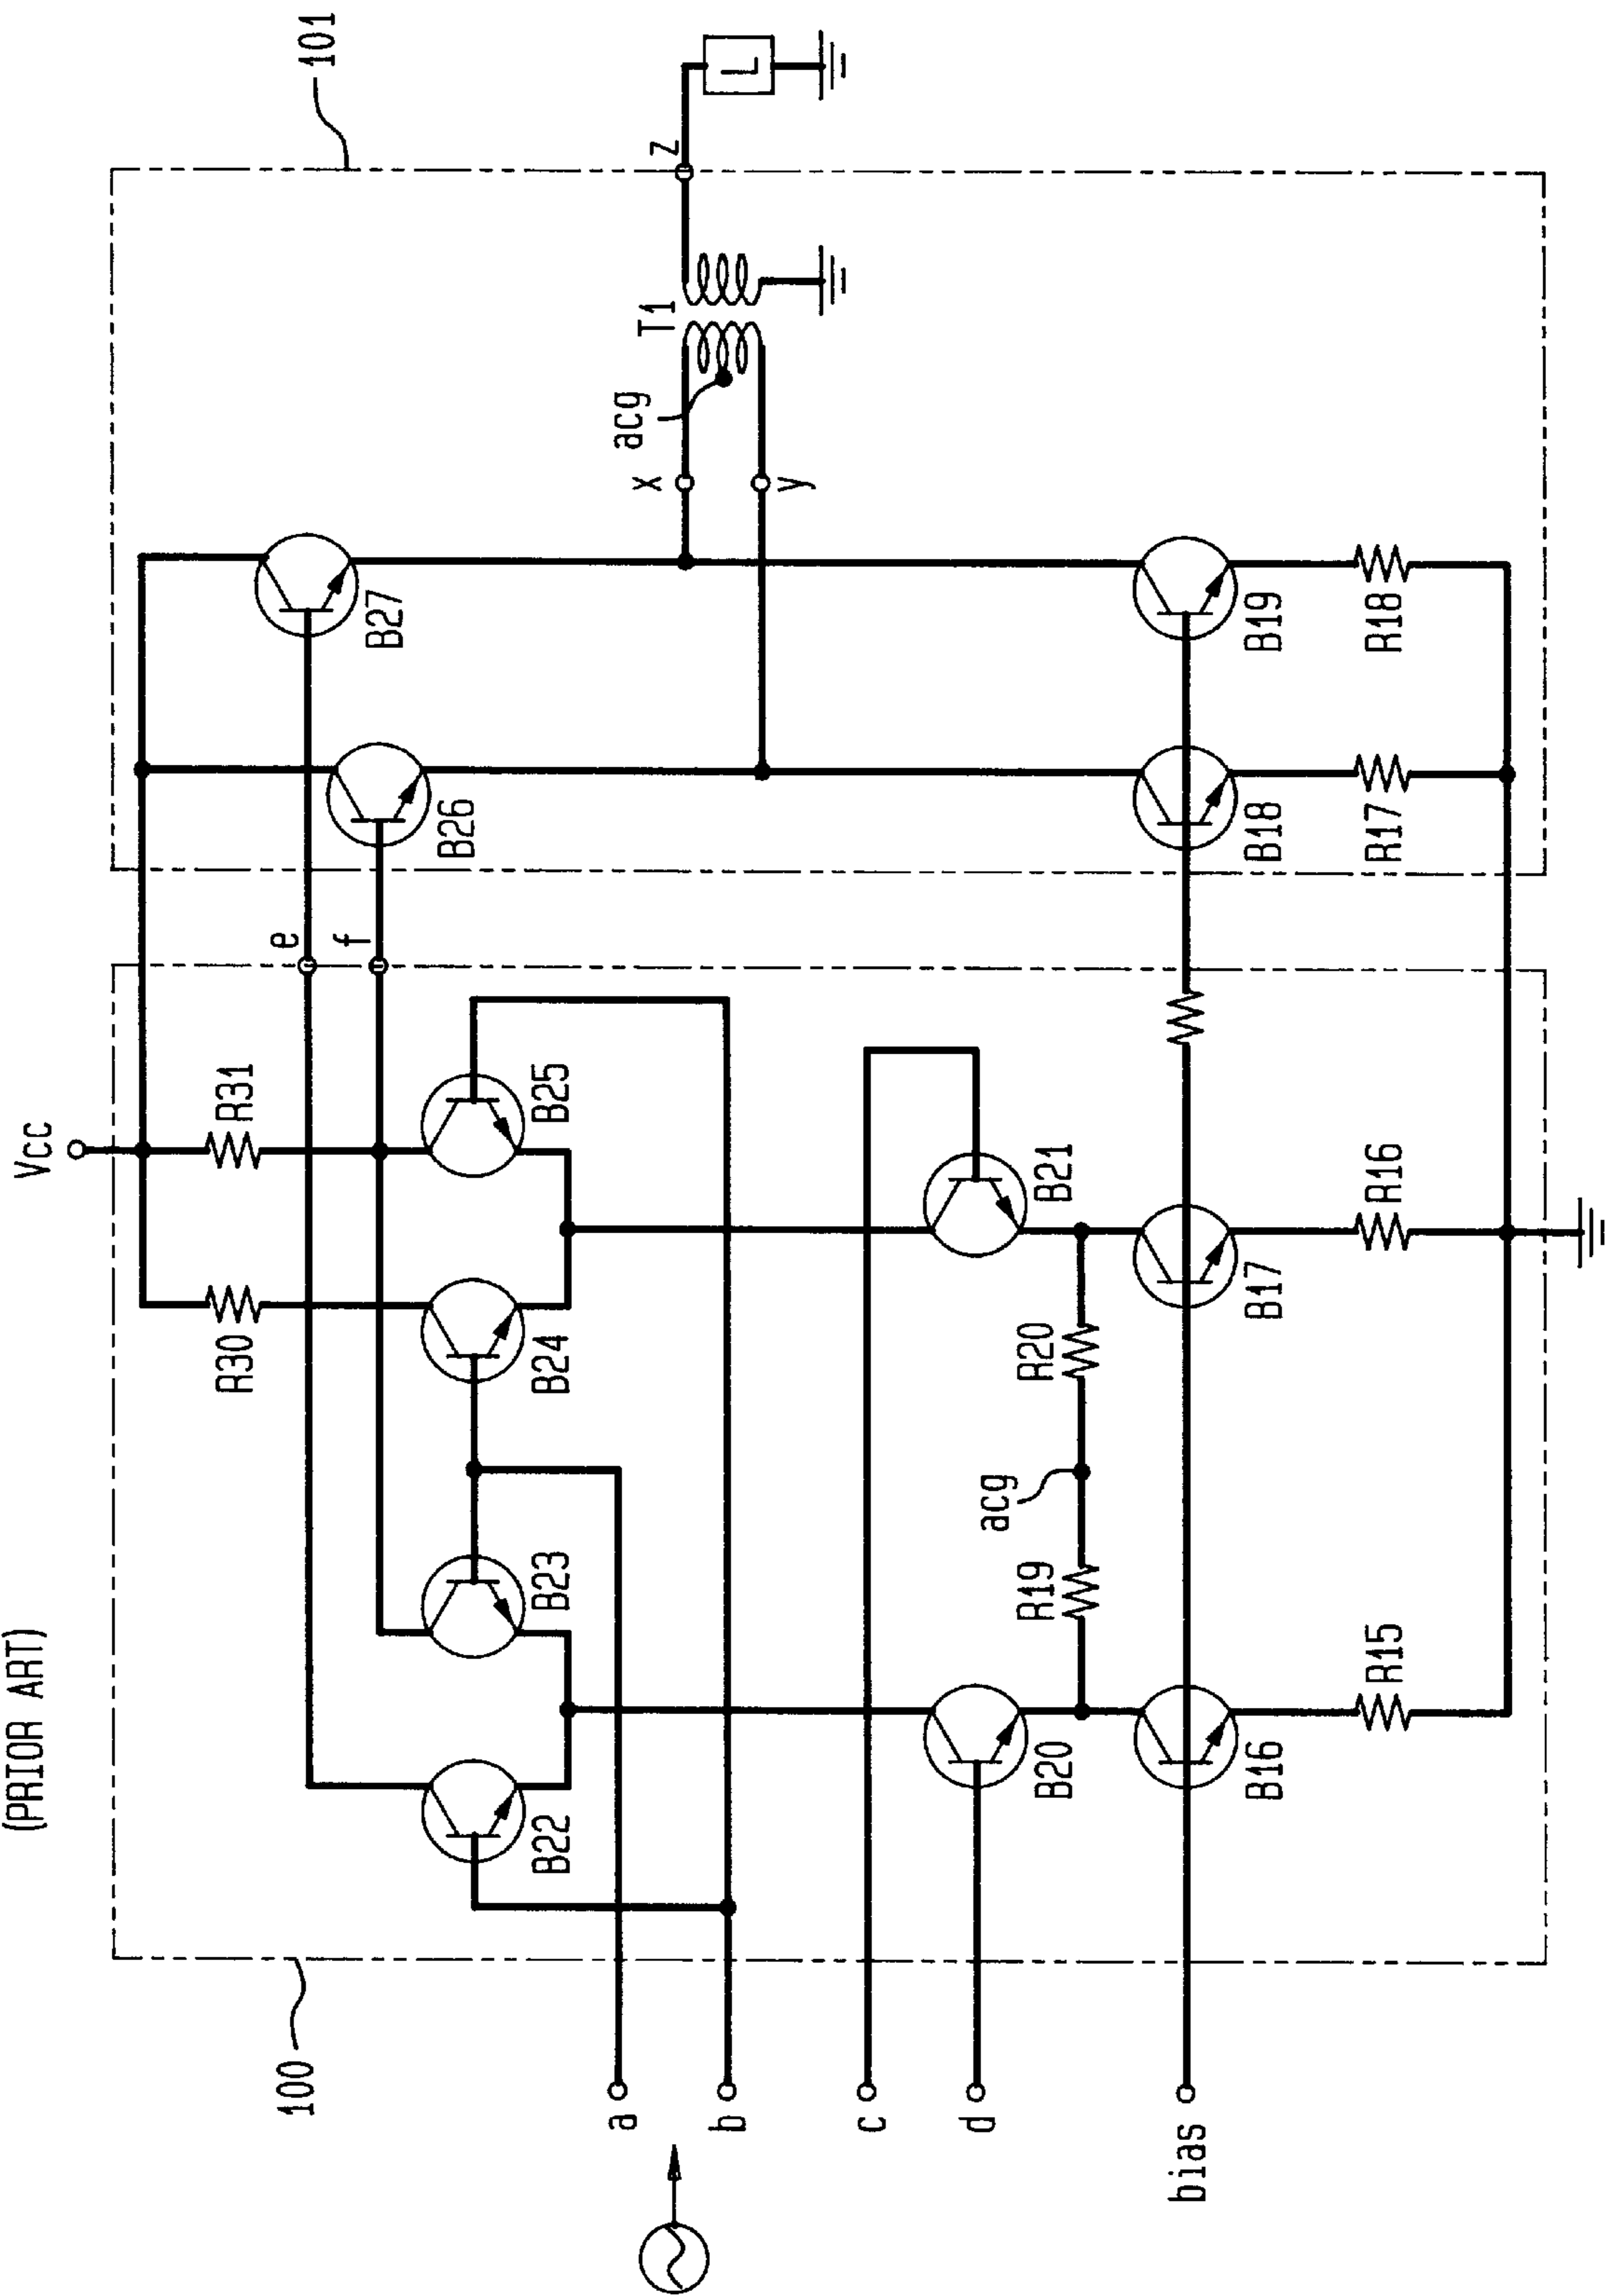 (PRIOR ART)
Vcc
100
101
R30
R31
e
f
B27
B26
B22
B23
B24
B25
a
b
x
y
acg
T1
z
L
c
d
B20
B21
R19
acg
R20
bias
B16
B17
B18
B19
R15
R16
R17
R18